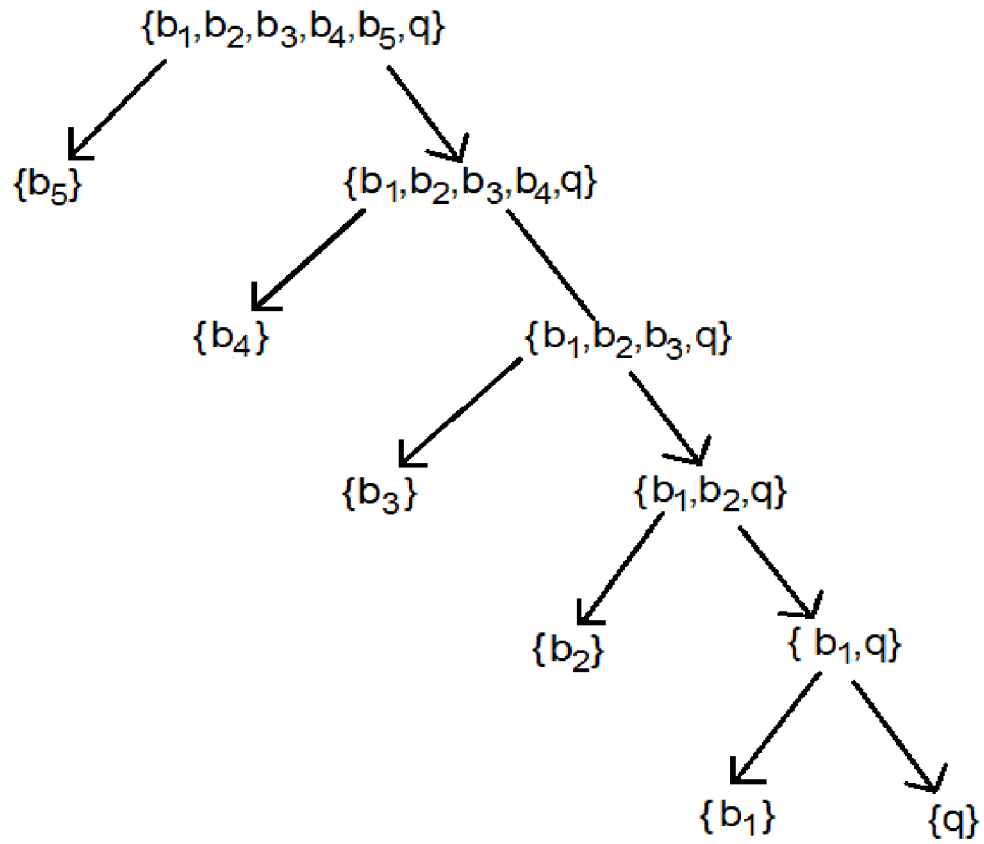 {b₁,b₂,b₃,b₄,b₅,q}
{b₅}
{b₁,b₂,b₃,b₄,q}
{b₄}
{b₁,b₂,b₃,q}
{b₃}
{b₁,b₂,q}
{b₂}
{ b₁,q}
{b₁}
{q}